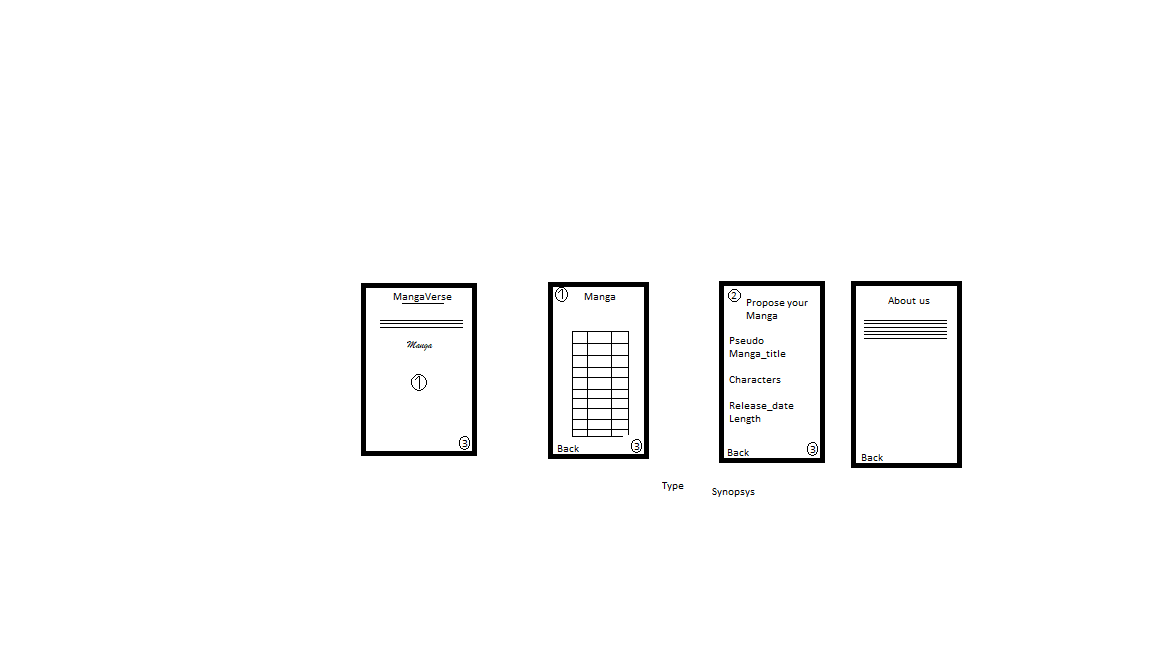 MangaVerse
Manga
1
3
1
Manga
Back
3
2
Propose your
Manga
Pseudo
Manga_title
Characters
Release_date
Length
Back
3
About us
Back
Type
Synopsys